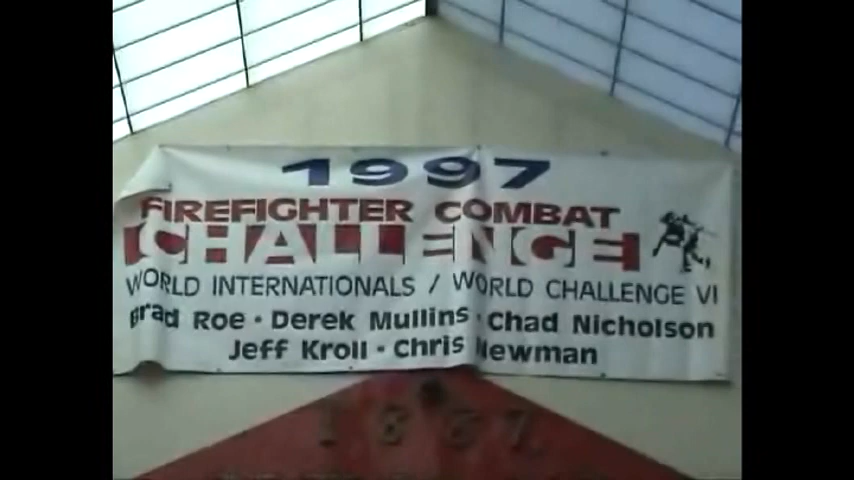 1997
FIREFIGHTER COMBAT
CHALLENGE
WORLD INTERNATIONALS / WORLD CHALLENGE VI
Brad Roe · Derek Mullins · Chad Nicholson
Jeff Kroll · Chris Newman
1887